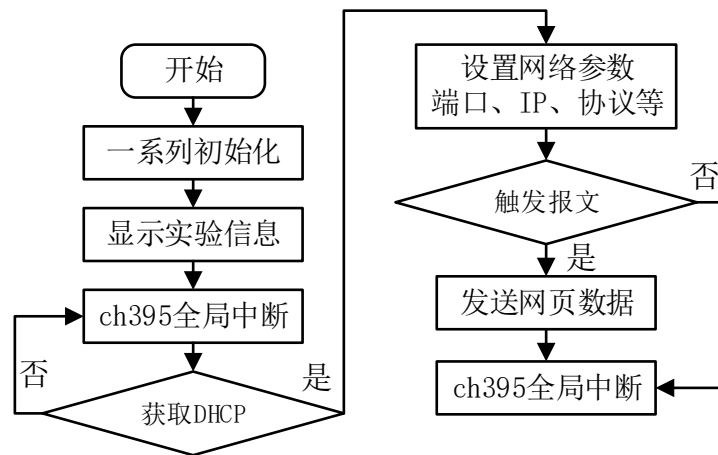 开始
一系列初始化
显示实验信息
ch395全局中断
否
获取DHCP
是
设置网络参数
端口、IP、协议等
触发报文
否
是
发送网页数据
ch395全局中断